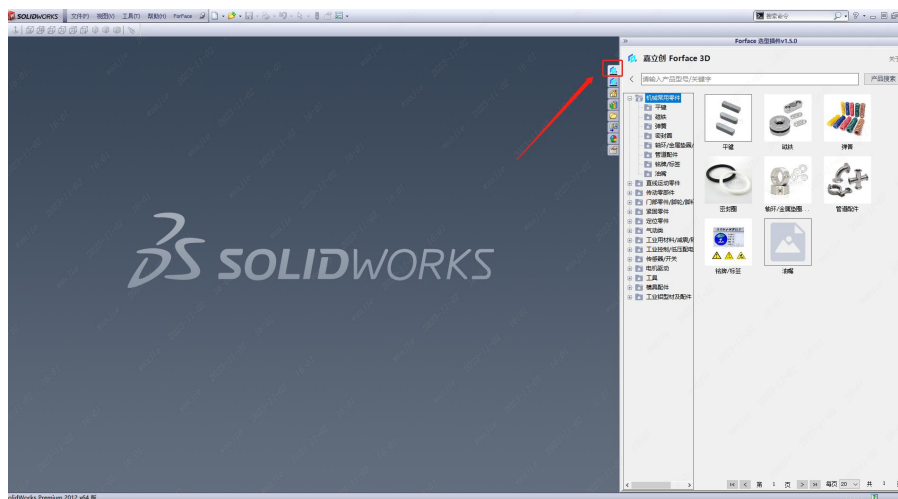 SOLIDWORKS 文件(F) 视图(V) 工具(T) 帮助(H) ForFace 搜索命令
Forface 选型插件v1.5.0
嘉立创 Forface 3D
关于
请输入产品型号/关键字 产品搜索
机械常用零件
平键
磁铁
弹簧
密封圈
轴环/金属垫圈/
管道配件
铭牌/标签
油嘴
直线运动零件
传动零部件
门部零件/脚轮/脚杯
紧固零件
定位零件
气动类
工业用材料/减震/
工业控制/低压配电
传感器/开关
电机驱动
工具
模具配件
工业铝型材及配件
平键 磁铁 弹簧
密封圈 轴环/金属垫圈... 管道配件
铭牌/标签 油嘴
SOLIDWORKS
第 1 页 每页 20 共 1
SolidWorks Premium 2012 x64 版